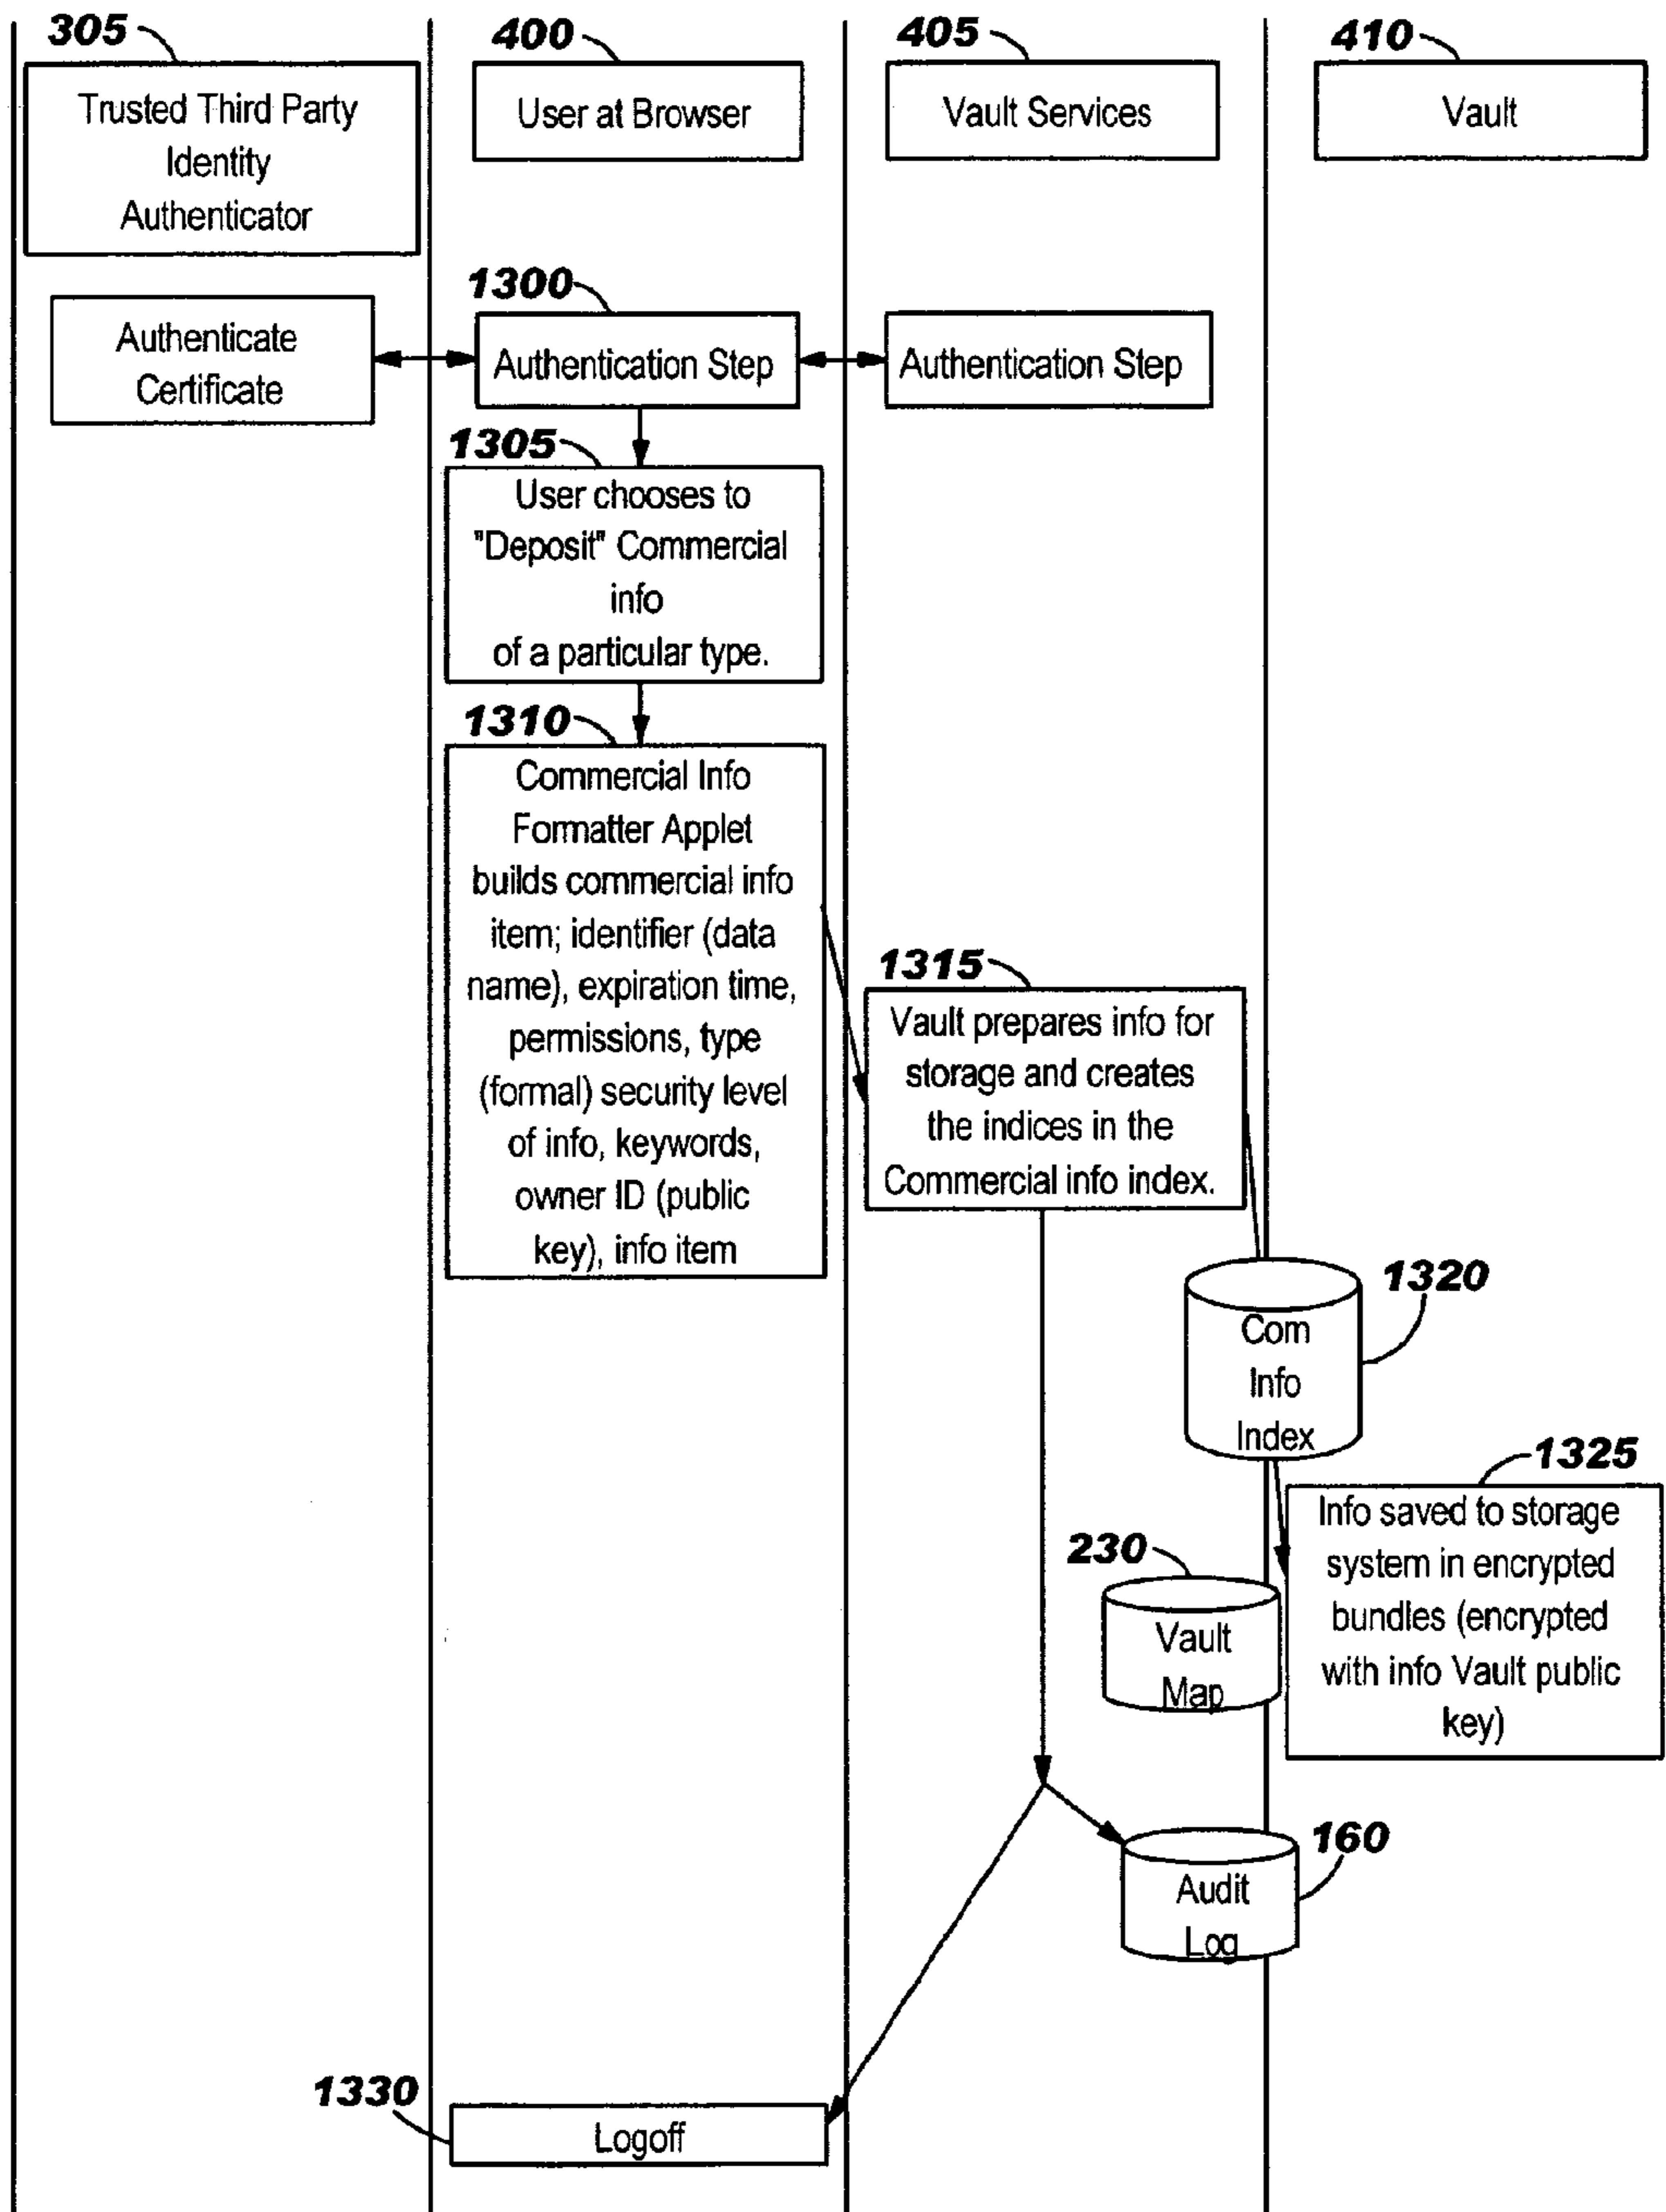 305
400
405
410
Trusted Third Party
Identity
Authenticator
User at Browser
Vault Services
Vault
1300
Authenticate
Certificate
Authentication Step
Authentication Step
1305
User chooses to
"Deposit" Commercial
info
of a particular type.
1310
Commercial Info
Formatter Applet
builds commercial info
item; identifier (data
name), expiration time,
permissions, type
(formal) security level
of info, keywords,
owner ID (public
key), info item
1315
Vault prepares info for
storage and creates
the indices in the
Commercial info index.
1320
Com
Info
Index
1325
Info saved to storage
system in encrypted
bundles (encrypted
with info Vault public
key)
230
Vault
Map
160
Audit
Log
1330
Logoff